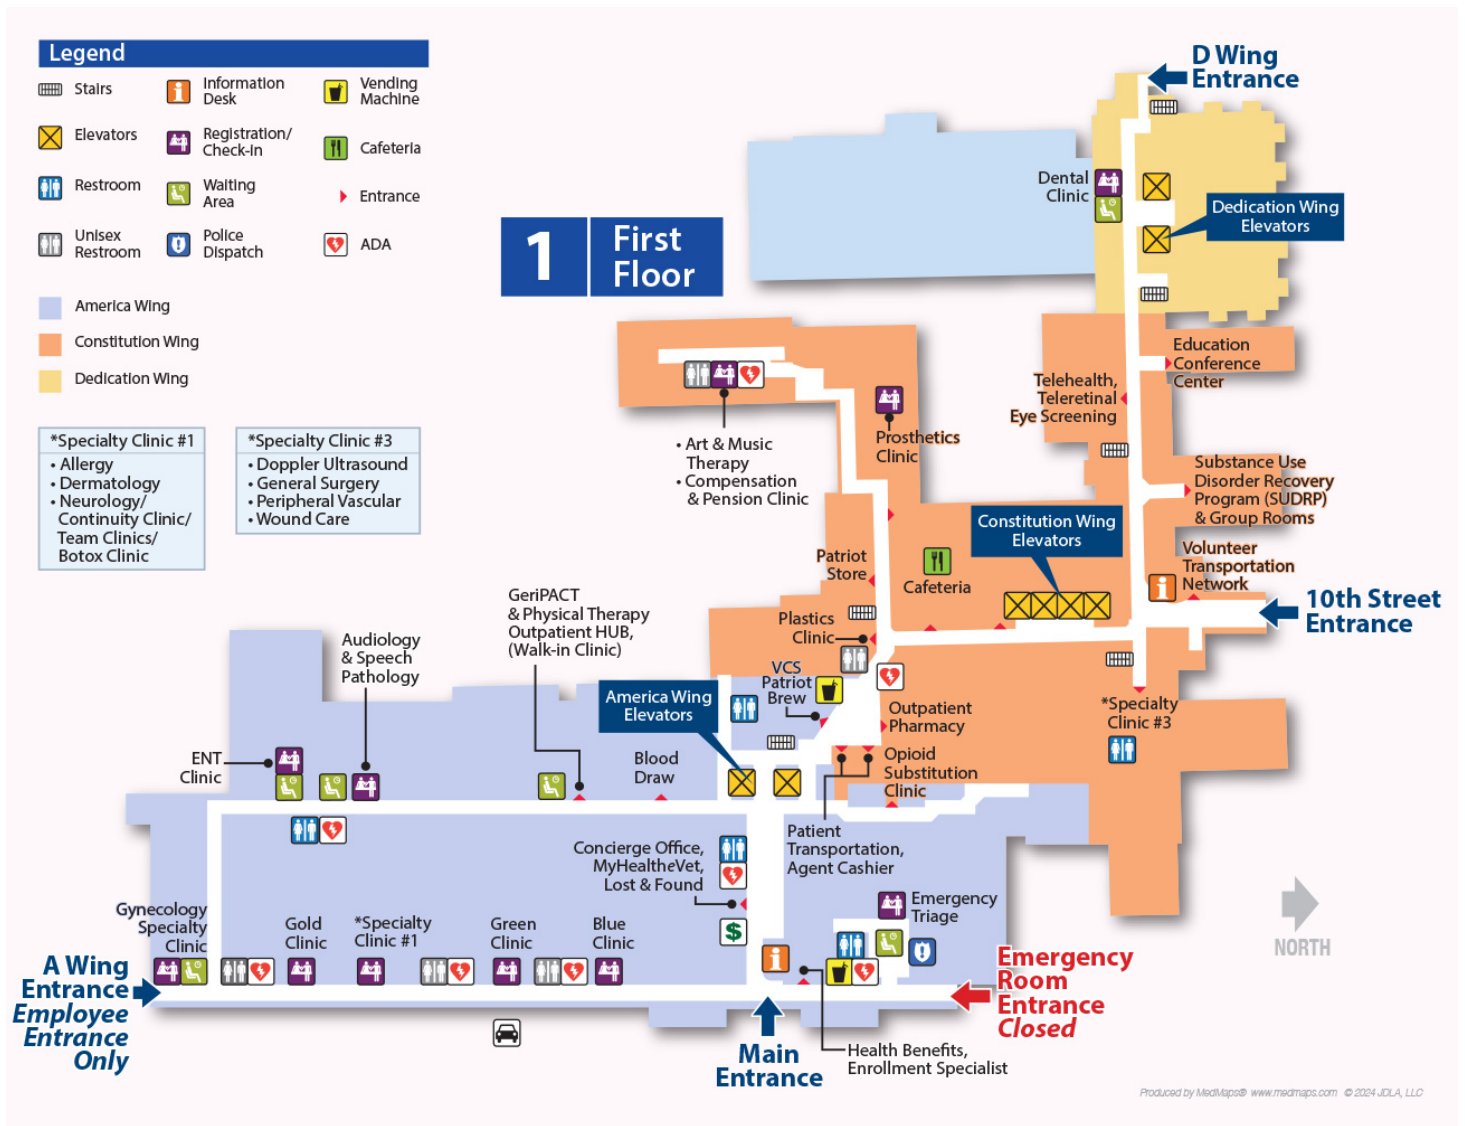 Legend
Stairs
Information
Desk
Vending
Machine
Elevators
Registration/
Check-In
Cafeteria
Restroom
Waiting
Area
Entrance
Unisex
Restroom
Police
Dispatch
ADA
America Wing
Constitution Wing
Dedication Wing
*Specialty Clinic #1
• Allergy
• Dermatology
• Neurology/
Continuity Clinic/
Team Clinics/
Botox Clinic
*Specialty Clinic #3
• Doppler Ultrasound
• General Surgery
• Peripheral Vascular
• Wound Care
1
First
Floor
D Wing
Entrance
Dental
Clinic
Dedication Wing
Elevators
Education
Conference
Center
Telehealth,
Teleretinal
Eye Screening
• Art & Music
Therapy
• Compensation
& Pension Clinic
Prosthetics
Clinic
Substance Use
Disorder Recovery
Program (SUDRP)
& Group Rooms
Constitution Wing
Elevators
Volunteer
Transportation
Network
10th Street
Entrance
Patriot
Store
Cafeteria
Plastics
Clinic
GeriPACT
& Physical Therapy
Outpatient HUB,
(Walk-in Clinic)
Audiology
& Speech
Pathology
VCS
Patriot
Brew
America Wing
Elevators
Outpatient
Pharmacy
*Specialty
Clinic #3
ENT
Clinic
Blood
Draw
Opioid
Substitution
Clinic
Patient
Transportation,
Agent Cashier
Concierge Office,
MyHealtheVet,
Lost & Found
$
Emergency
Triage
Gynecology
Specialty
Clinic
Gold
Clinic
*Specialty
Clinic #1
Green
Clinic
Blue
Clinic
NORTH
A Wing
Entrance
Employee
Entrance
Only
Emergency
Room
Entrance
Closed
Main
Entrance
Health Benefits,
Enrollment Specialist
Produced by MedMaps® www.medmaps.com © 2024 JDLA, LLC